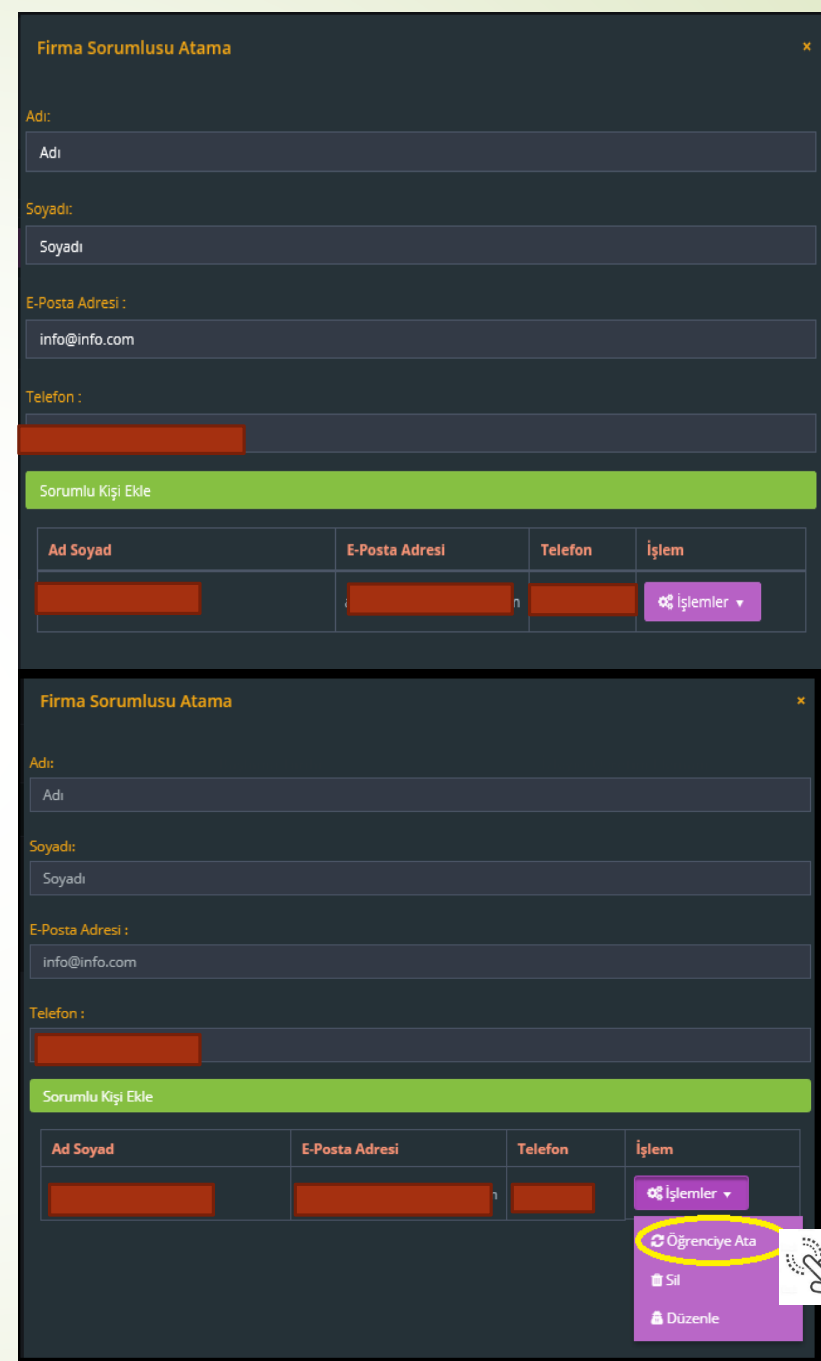 Firma Sorumlusu Atama ×
Adı:
Adı
Soyadı:
Soyadı
E-Posta Adresi :
info@info.com
Telefon :
Sorumlu Kişi Ekle
Ad Soyad E-Posta Adresi Telefon İşlem
İşlemler
Firma Sorumlusu Atama ×
Adı:
Adı
Soyadı:
Soyadı
E-Posta Adresi :
info@info.com
Telefon :
Sorumlu Kişi Ekle
Ad Soyad E-Posta Adresi Telefon İşlem
İşlemler
Öğrenciye Ata
Sil
Düzenle